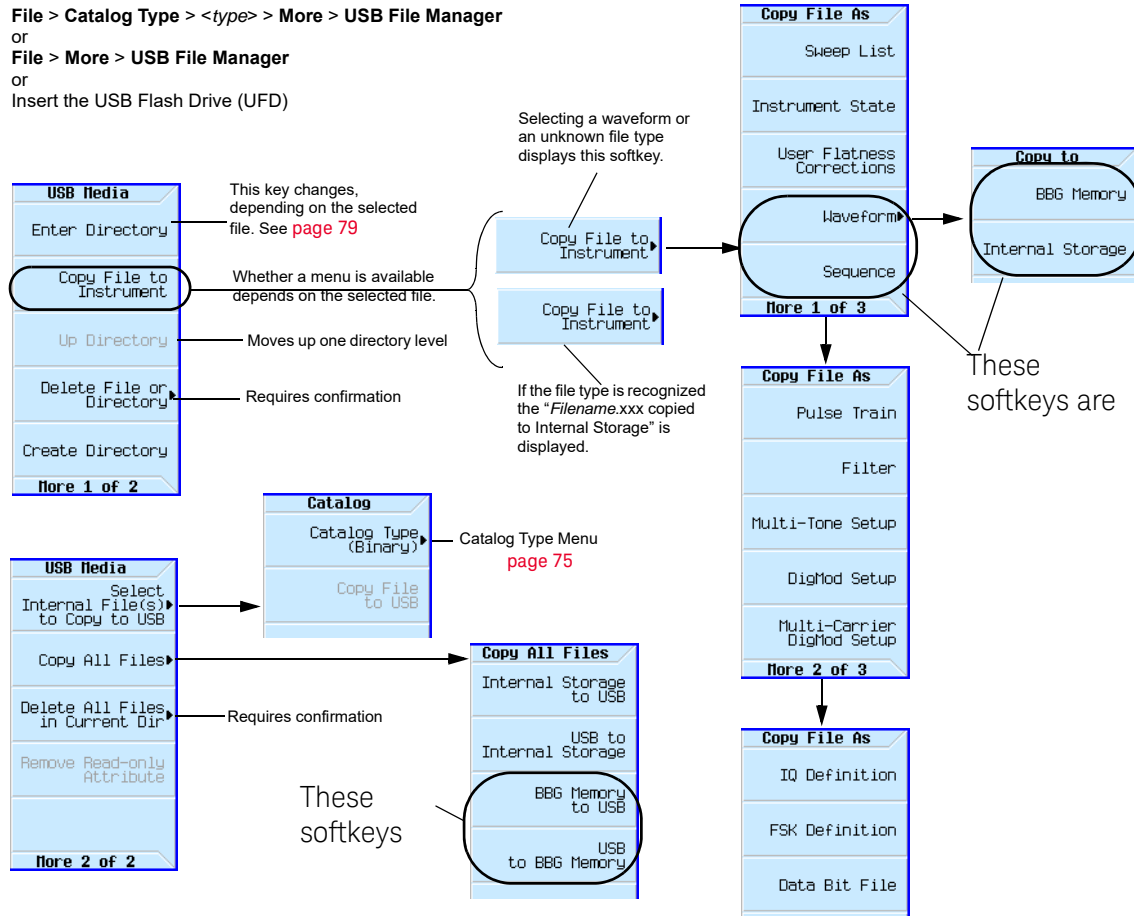 File > Catalog Type > <type> > More > USB File Manager
or
File > More > USB File Manager
or
Insert the USB Flash Drive (UFD)
USB Media
Enter Directory
Copy File to
Instrument
Up Directory
Delete File or
Directory
Create Directory
More 1 of 2
This key changes,
depending on the selected
file. See page 79
Whether a menu is available
depends on the selected file.
Moves up one directory level
Requires confirmation
Selecting a waveform or
an unknown file type
displays this softkey.
Copy File to
Instrument
Copy File to
Instrument
If the file type is recognized
the “Filename.xxx copied
to Internal Storage” is
displayed.
Copy File As
Sweep List
Instrument State
User Flatness
Corrections
Waveform
Sequence
More 1 of 3
Copy to
BBG Memory
Internal Storage
These
softkeys are
Copy File As
Pulse Train
Filter
Multi-Tone Setup
DigMod Setup
Multi-Carrier
DigMod Setup
More 2 of 3
Copy File As
IQ Definition
FSK Definition
Data Bit File
USB Media
Select
Internal File(s)
to Copy to USB
Copy All Files
Delete All Files
in Current Dir
Remove Read-only
Attribute
More 2 of 2
Requires confirmation
Catalog
Catalog Type
(Binary)
Copy File
to USB
Catalog Type Menu
page 75
Copy All Files
Internal Storage
to USB
USB to
Internal Storage
BBG Memory
to USB
USB
to BBG Memory
These
softkeys